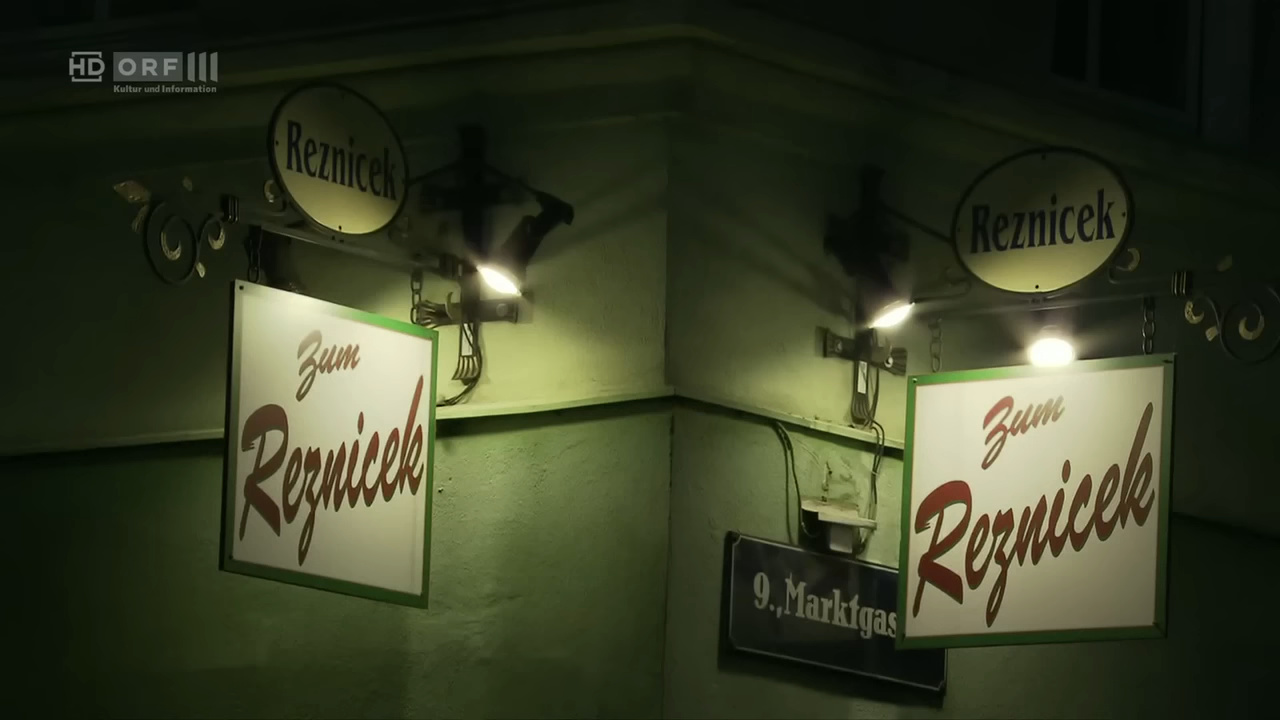 HD ORF III
Kultur und Information
Reznicek
Zum
Reznicek
Reznicek
Zum
Reznicek
9., Marktgas